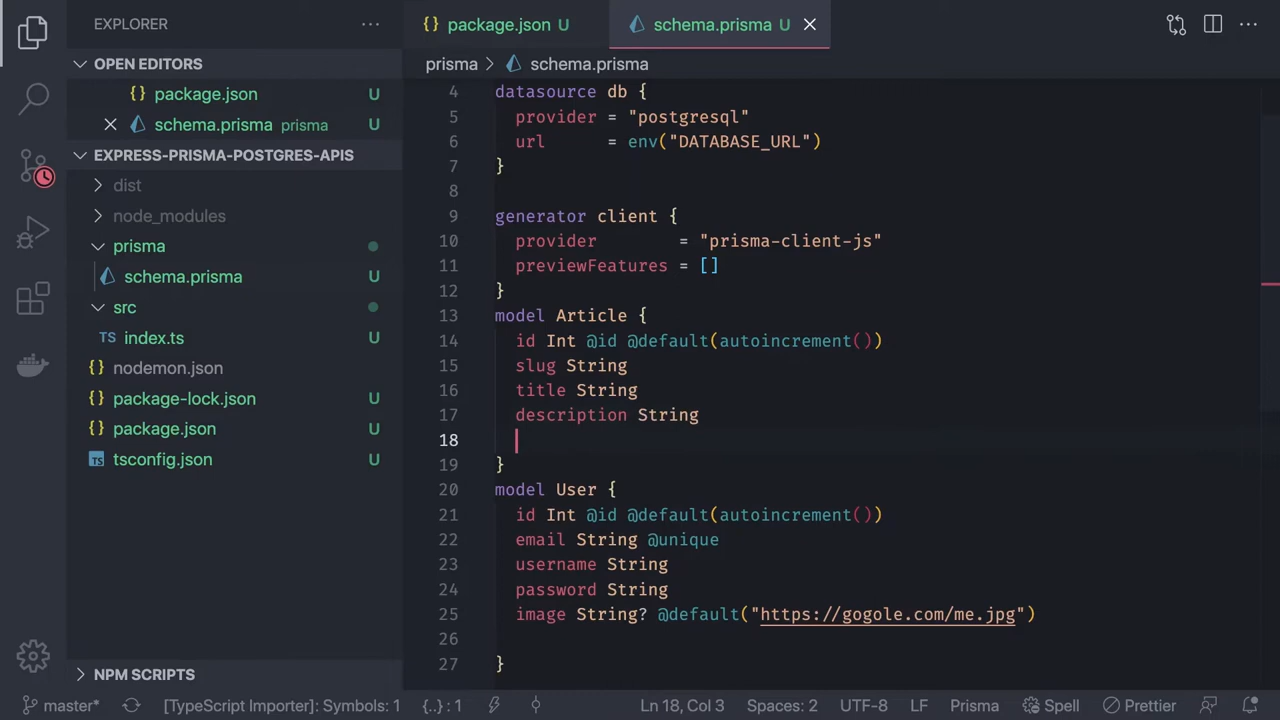 EXPLORER
OPEN EDITORS
{} package.json U
schema.prisma prisma U
EXPRESS-PRISMA-POSTGRES-APIS
dist
node_modules
prisma
schema.prisma U
src
TS index.ts U
{} nodemon.json
{} package-lock.json U
{} package.json U
TS tsconfig.json U
NPM SCRIPTS
{} package.json U
schema.prisma U
prisma > schema.prisma
4 datasource db {
5 provider = "postgresql"
6 url = env("DATABASE_URL")
7 }
8
9 generator client {
10 provider = "prisma-client-js"
11 previewFeatures = []
12 }
13 model Article {
14 id Int @id @default(autoincrement())
15 slug String
16 title String
17 description String
18
19 }
20 model User {
21 id Int @id @default(autoincrement())
22 email String @unique
23 username String
24 password String
25 image String? @default("https://gogole.com/me.jpg")
26
27 }
master* [TypeScript Importer]: Symbols: 1 {..} : 1 Ln 18, Col 3 Spaces: 2 UTF-8 LF Prisma Spell Prettier